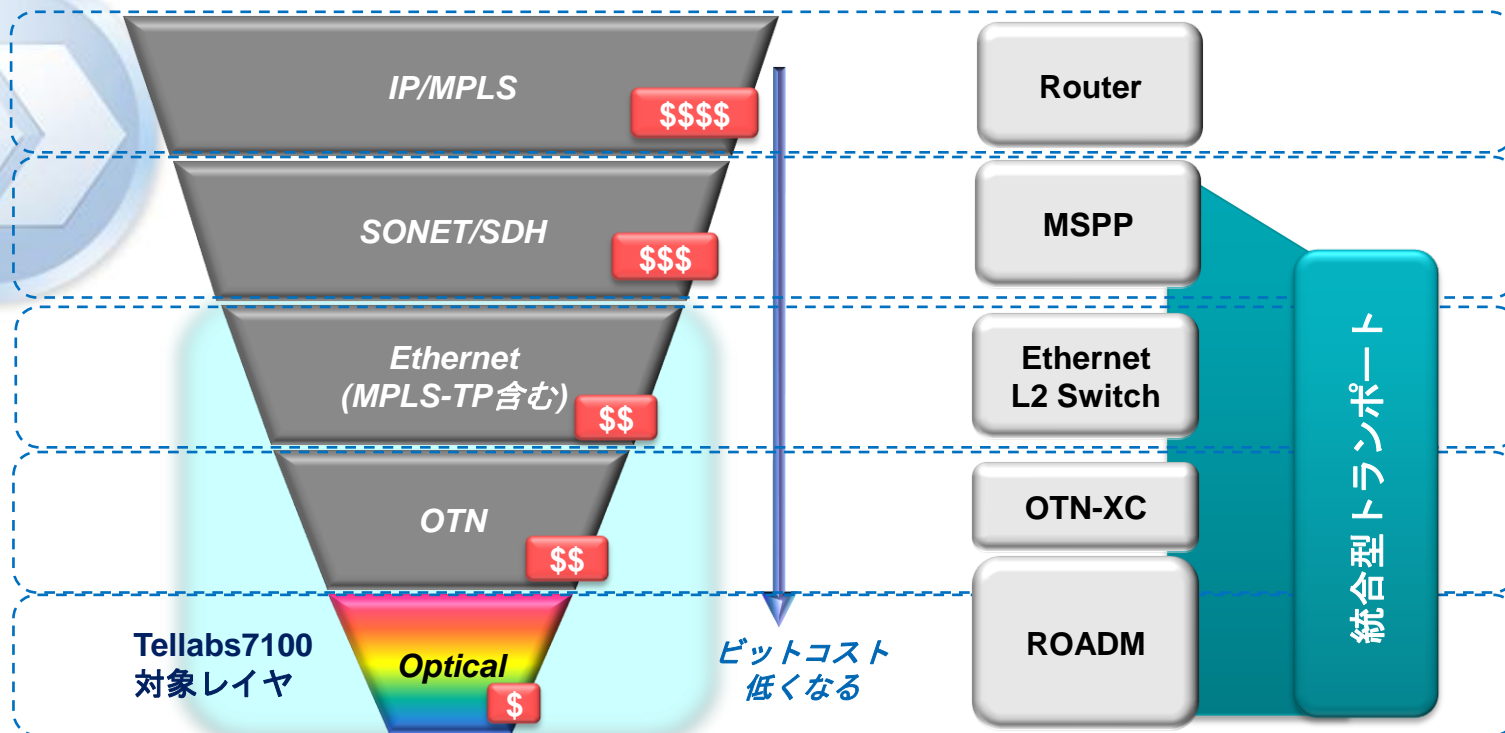 IP/MPLS
$$$$
Router
SONET/SDH
$$$
MSPP
Ethernet
(MPLS-TP含む)
$$
Ethernet
L2 Switch
OTN
$$
OTN-XC
Tellabs7100
対象レイヤ
Optical
$
ビットコスト
低くなる
ROADM
統合型トランポート